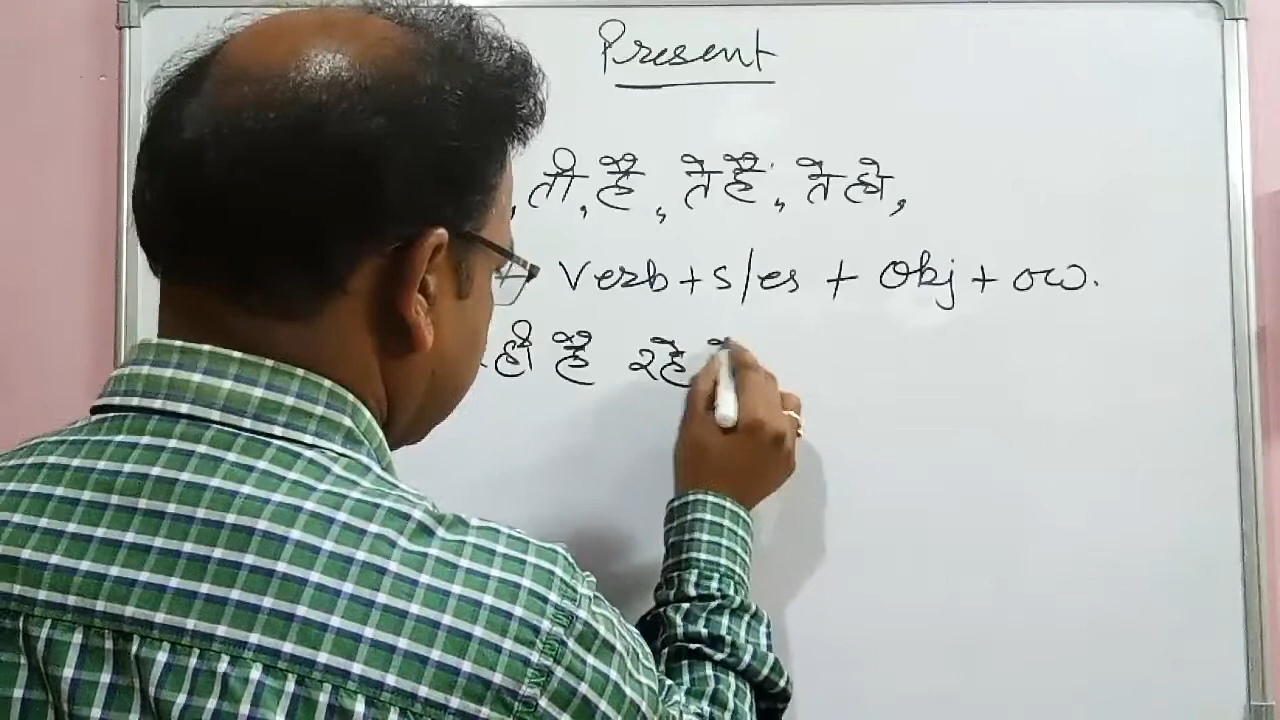 Present
, ती, है, ते हैं, ते हो,
Verb + s/es + Obj + ow.
ही है रहे